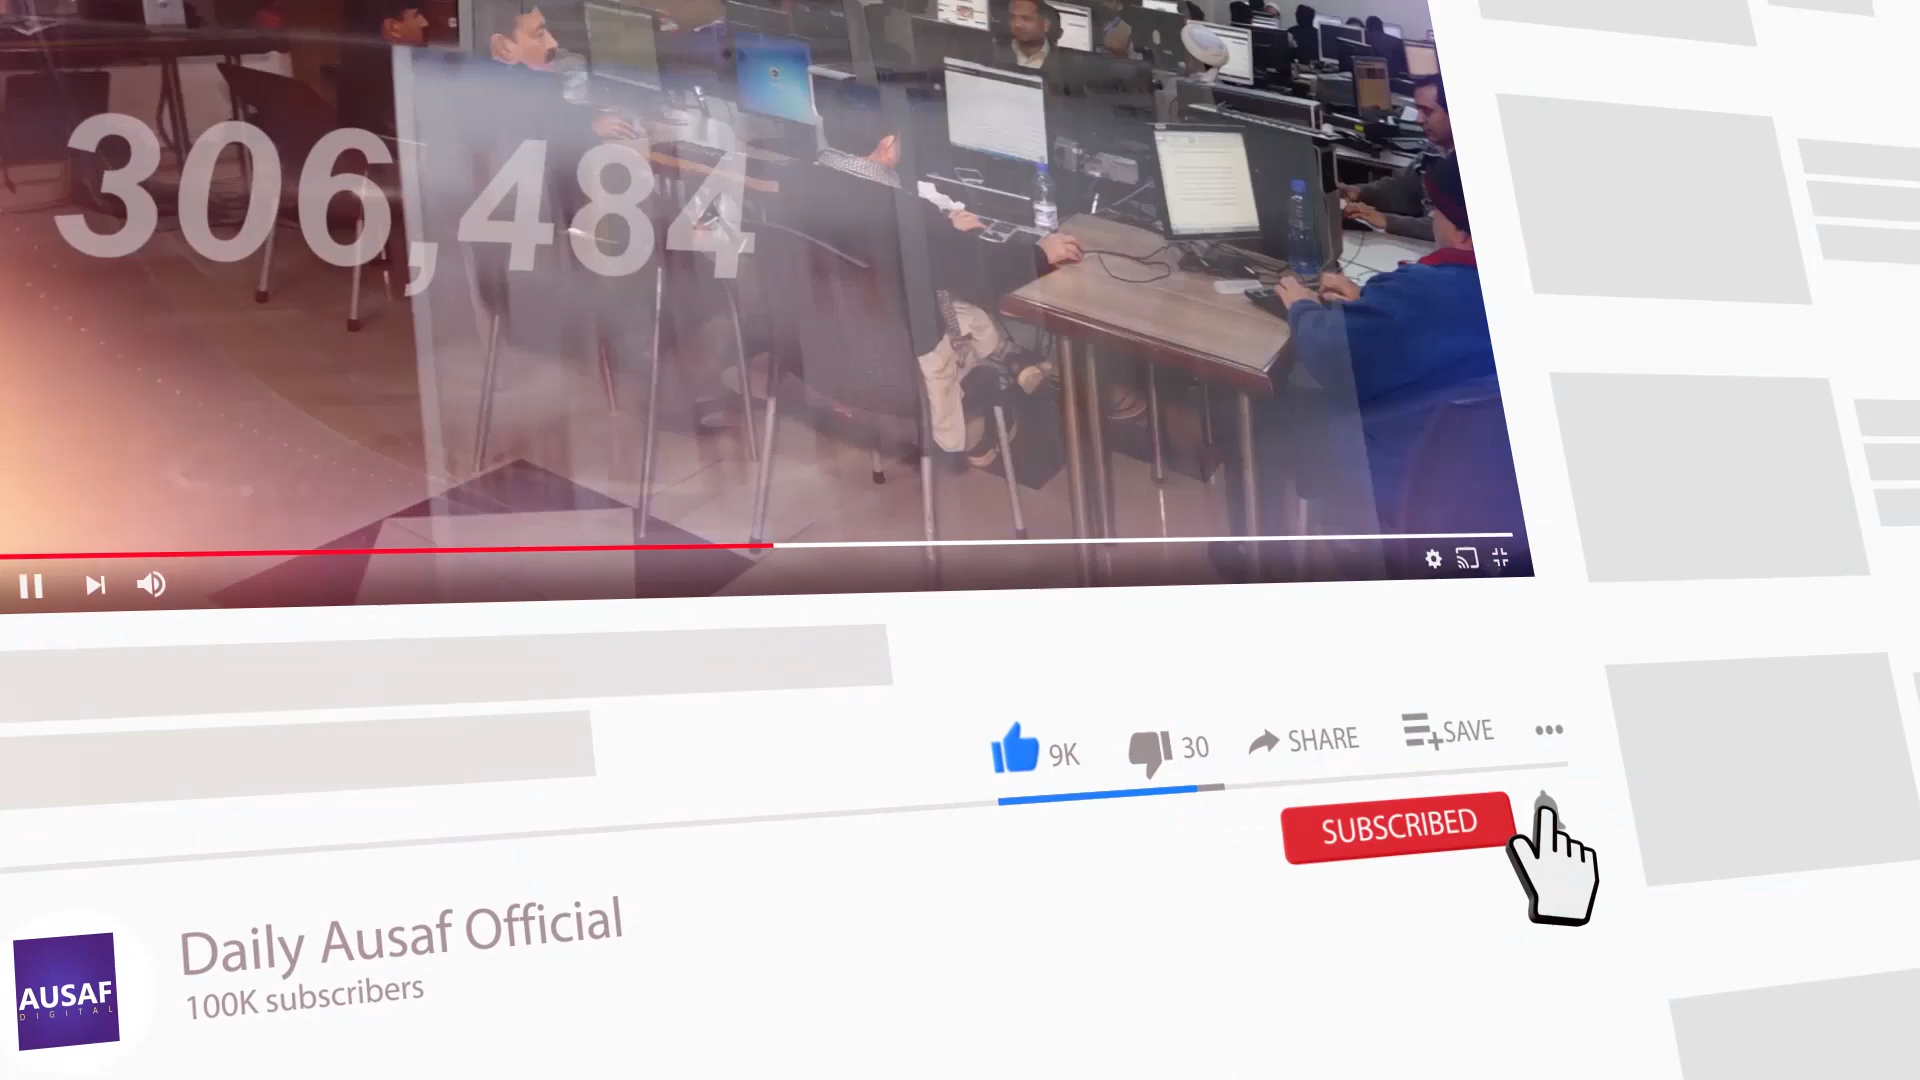 306,484
9K
30
SHARE
SAVE
SUBSCRIBED
Daily Ausaf Official
100K subscribers
AUSAF
DIGITAL